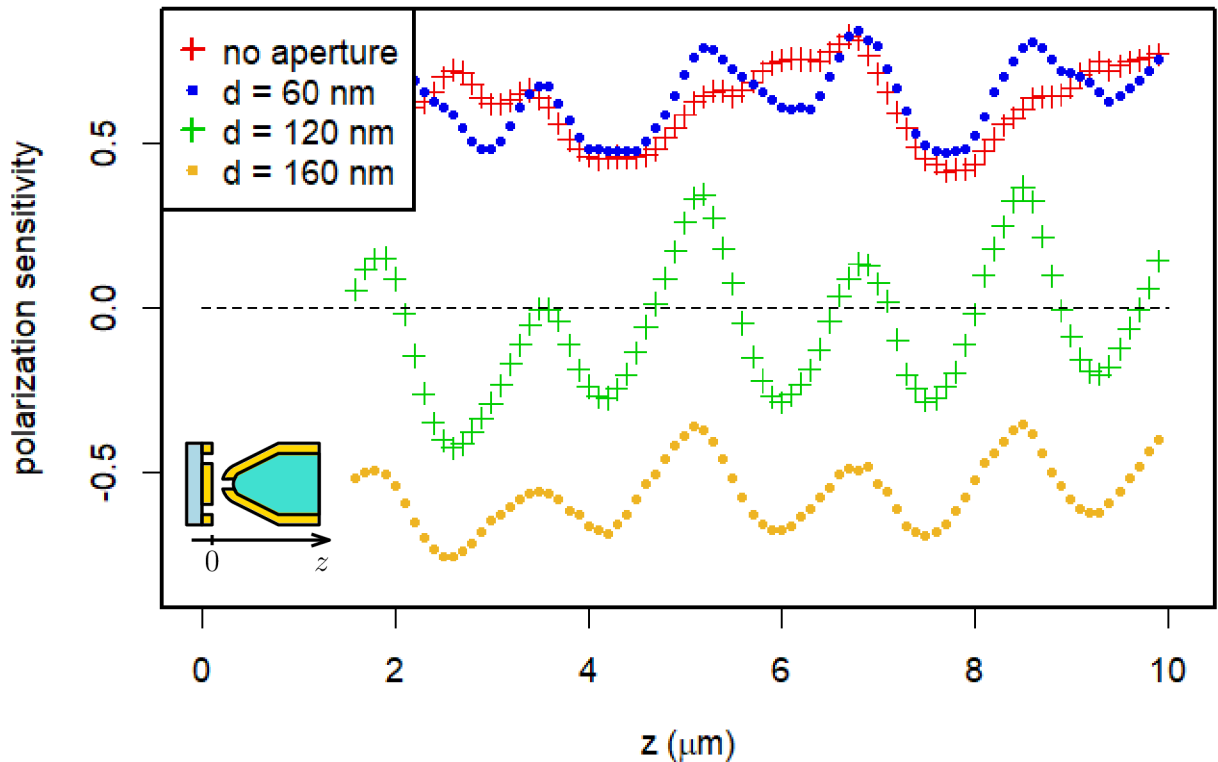 no aperture
d = 60 nm
d = 120 nm
d = 160 nm
polarization sensitivity
0.5
0.0
-0.5
0
z
0 2 4 6 8 10
z (μm)